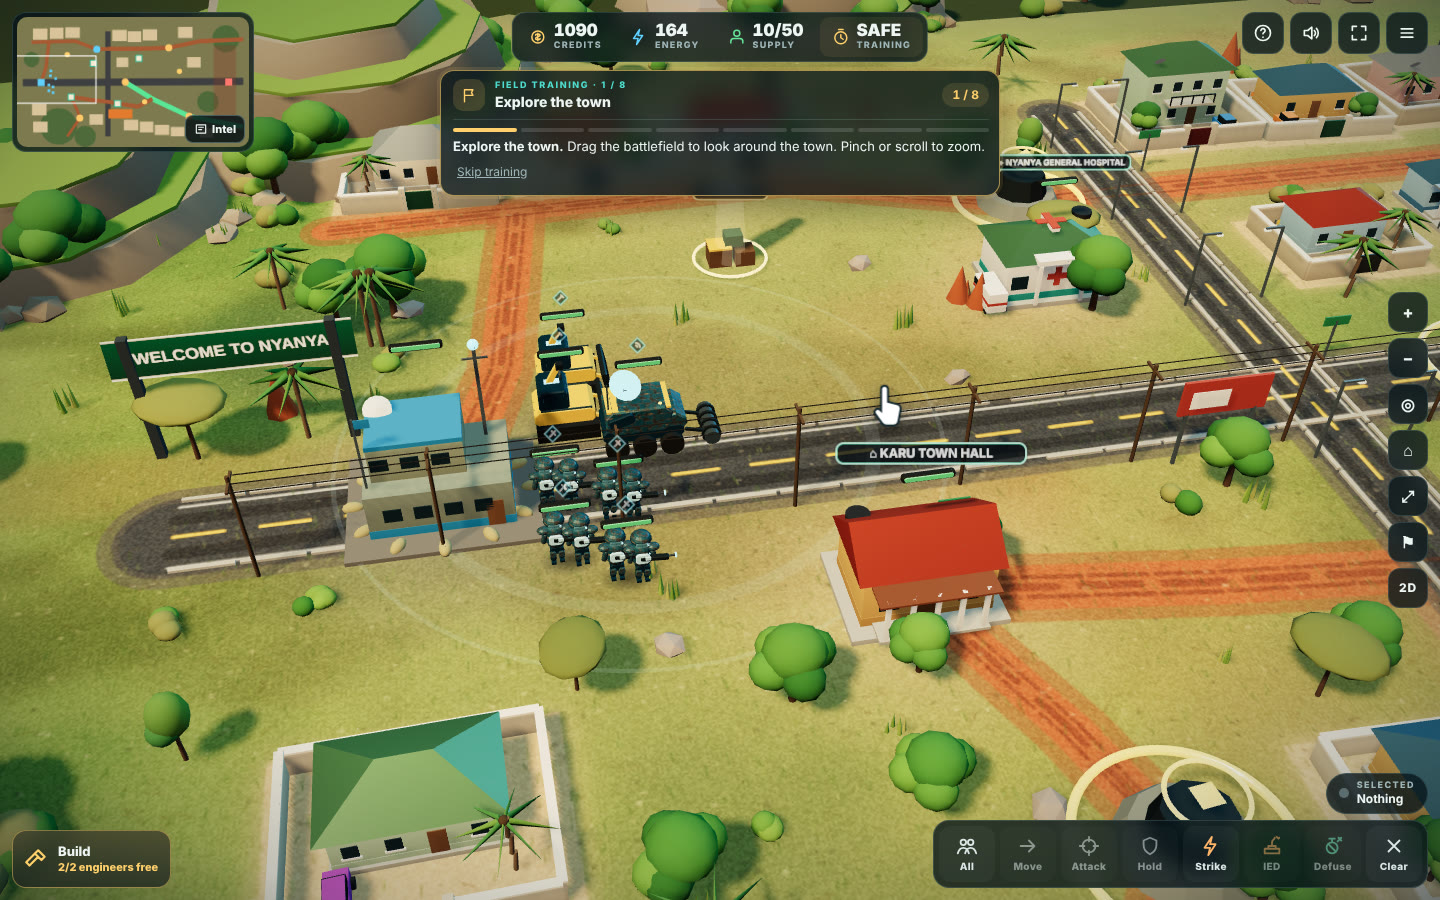 Intel
1090
CREDITS
164
ENERGY
10/50
SUPPLY
SAFE
TRAINING
FIELD TRAINING · 1 / 8
Explore the town
1 / 8
Explore the town. Drag the battlefield to look around the town. Pinch or scroll to zoom.
Skip training
NYANYA GENERAL HOSPITAL
WELCOME TO NYANYA
KARU TOWN HALL
2D
SELECTED
Nothing
Build
2/2 engineers free
All
Move
Attack
Hold
Strike
IED
Defuse
Clear